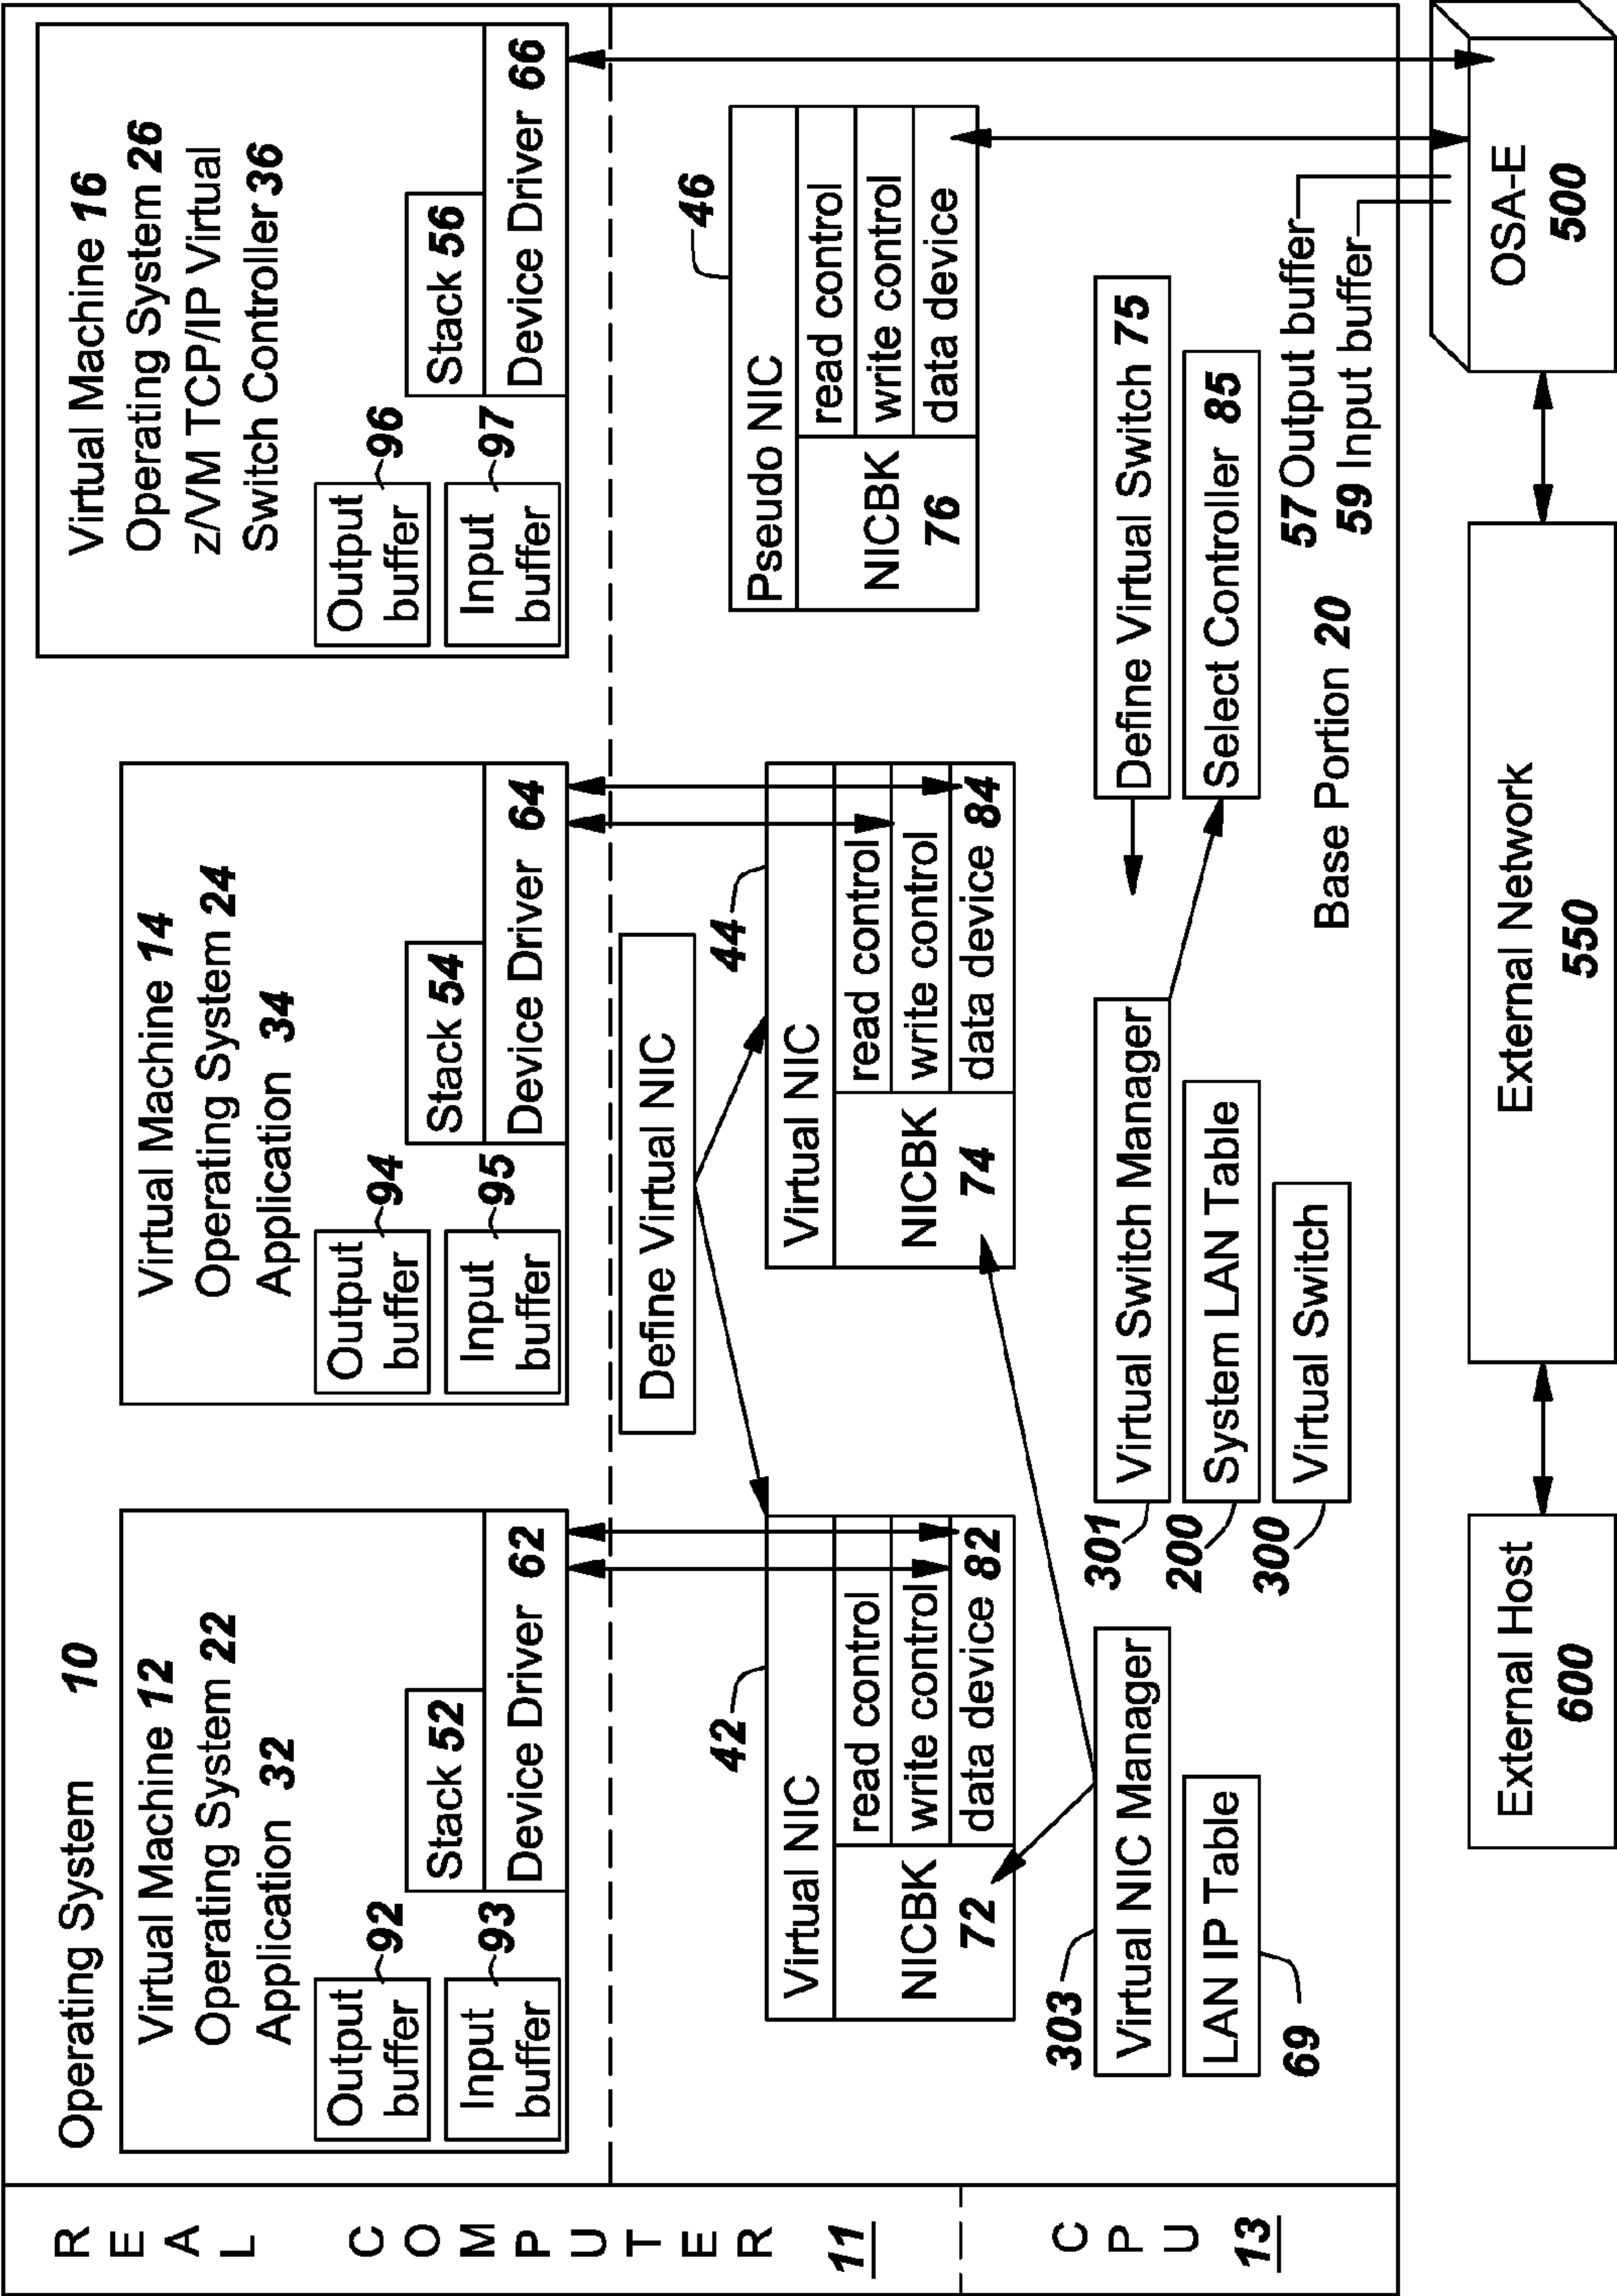 REAL COMPUTER 11
CPU 13
Operating System 10
Virtual Machine 12
Operating System 22
Application 32
Output buffer 92
Input buffer 93
Stack 52
Device Driver 62
Virtual Machine 14
Operating System 24
Application 34
Output buffer 94
Input buffer 95
Stack 54
Device Driver 64
Virtual Machine 16
Operating System 26
z/VM TCP/IP Virtual
Switch Controller 36
Output buffer 96
Input buffer 97
Stack 56
Device Driver 66
Define Virtual NIC
42
Virtual NIC
read control
write control
data device 82
NICBK
72
44
Virtual NIC
read control
write control
data device 84
NICBK
74
46
Pseudo NIC
read control
write control
data device
NICBK
76
303
Virtual NIC Manager
LAN IP Table
69
301
Virtual Switch Manager
200
System LAN Table
300
Virtual Switch
Define Virtual Switch 75
Select Controller 85
57 Output buffer
59 Input buffer
Base Portion 20
External Host
600
External Network
550
OSA-E
500